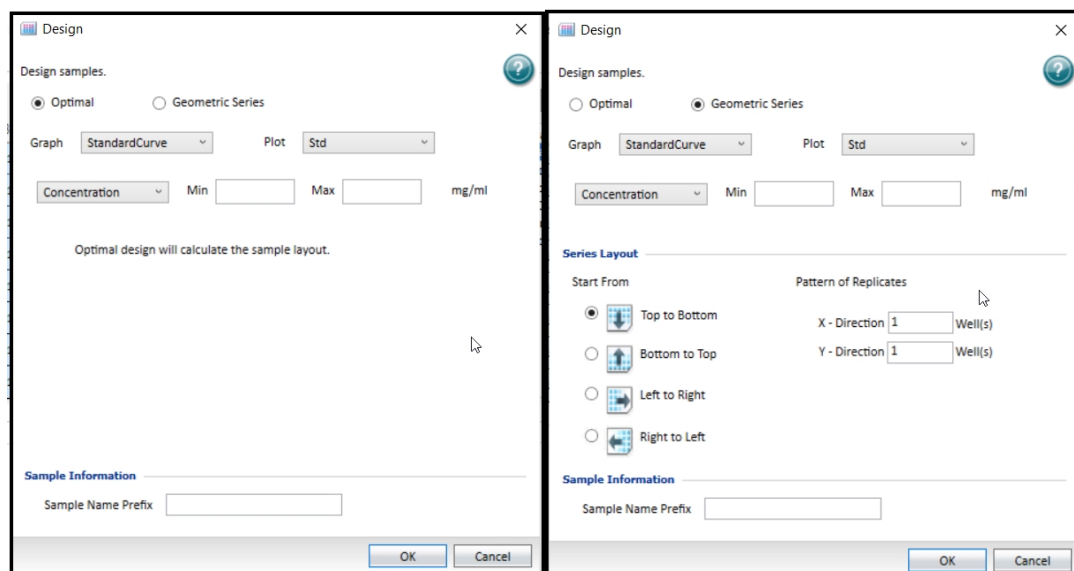 Design
Design samples.
Optimal Geometric Series
Graph StandardCurve Plot Std
Concentration Min Max mg/ml
Optimal design will calculate the sample layout.
Sample Information
Sample Name Prefix
OK Cancel
Design
Design samples.
Optimal Geometric Series
Graph StandardCurve Plot Std
Concentration Min Max mg/ml
Series Layout
Start From Pattern of Replicates
Top to Bottom X - Direction 1 Well(s)
Bottom to Top Y - Direction 1 Well(s)
Left to Right
Right to Left
Sample Information
Sample Name Prefix
OK Cancel